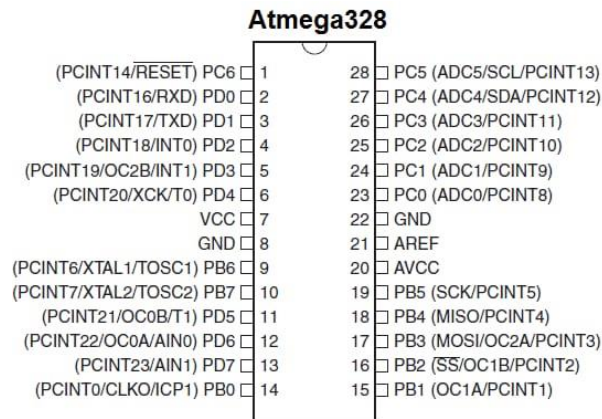 Atmega328
(PCINT14/RESET) PC6 1 28 PC5 (ADC5/SCL/PCINT13)
(PCINT16/RXD) PD0 2 27 PC4 (ADC4/SDA/PCINT12)
(PCINT17/TXD) PD1 3 26 PC3 (ADC3/PCINT11)
(PCINT18/INT0) PD2 4 25 PC2 (ADC2/PCINT10)
(PCINT19/OC2B/INT1) PD3 5 24 PC1 (ADC1/PCINT9)
(PCINT20/XCK/T0) PD4 6 23 PC0 (ADC0/PCINT8)
VCC 7 22 GND
GND 8 21 AREF
(PCINT6/XTAL1/TOSC1) PB6 9 20 AVCC
(PCINT7/XTAL2/TOSC2) PB7 10 19 PB5 (SCK/PCINT5)
(PCINT21/OC0B/T1) PD5 11 18 PB4 (MISO/PCINT4)
(PCINT22/OC0A/AIN0) PD6 12 17 PB3 (MOSI/OC2A/PCINT3)
(PCINT23/AIN1) PD7 13 16 PB2 (SS/OC1B/PCINT2)
(PCINT0/CLKO/ICP1) PB0 14 15 PB1 (OC1A/PCINT1)